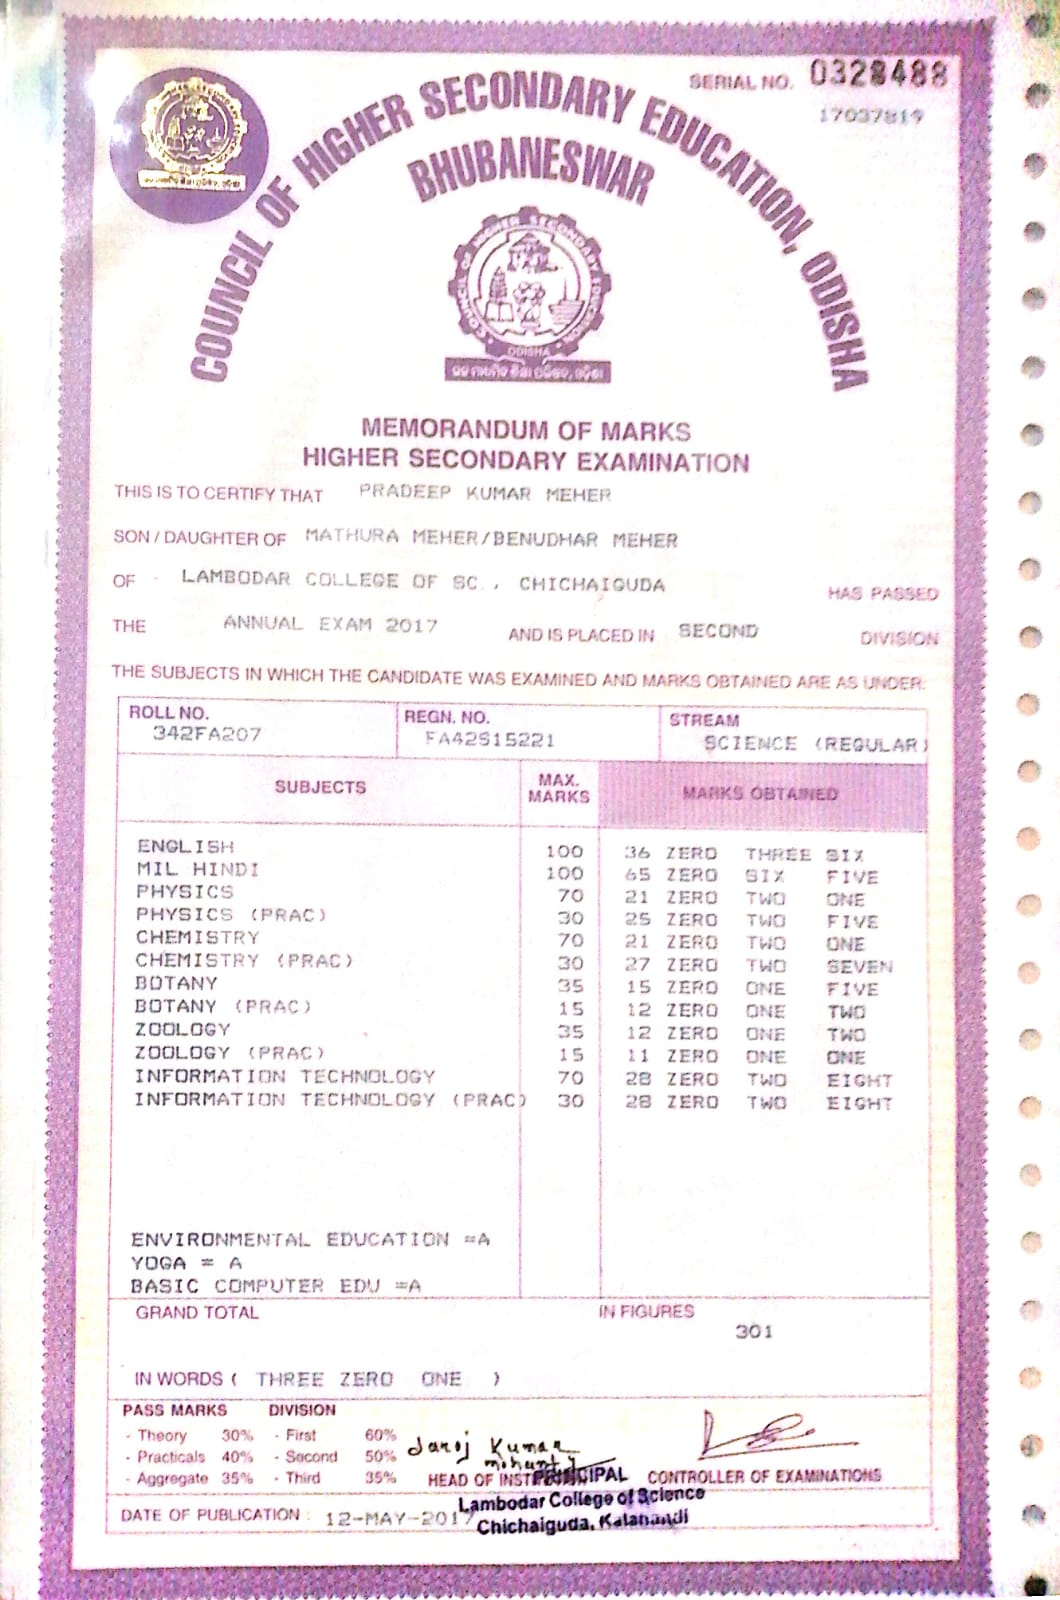 SERIAL NO. 0328488
17037819
COUNCIL OF HIGHER SECONDARY EDUCATION, ODISHA
BHUBANESWAR
COUNCIL OF HIGHER SECONDARY EDUCATION
ODISHA
MEMORANDUM OF MARKS
HIGHER SECONDARY EXAMINATION
THIS IS TO CERTIFY THAT PRADEEP KUMAR MEHER
SON / DAUGHTER OF MATHURA MEHER/BENUDHAR MEHER
OF LAMBODAR COLLEGE OF SC., CHICHAIGUDA HAS PASSED
THE ANNUAL EXAM 2017 AND IS PLACED IN SECOND DIVISION
THE SUBJECTS IN WHICH THE CANDIDATE WAS EXAMINED AND MARKS OBTAINED ARE AS UNDER:
ROLL NO. REGN. NO. STREAM
342FA207 FA42S15221 SCIENCE (REGULAR)
SUBJECTS MAX. MARKS MARKS OBTAINED
ENGLISH 100 36 ZERO THREE SIX
MIL HINDI 100 65 ZERO SIX FIVE
PHYSICS 70 21 ZERO TWO ONE
PHYSICS (PRAC) 30 25 ZERO TWO FIVE
CHEMISTRY 70 21 ZERO TWO ONE
CHEMISTRY (PRAC) 30 27 ZERO TWO SEVEN
BOTANY 35 15 ZERO ONE FIVE
BOTANY (PRAC) 15 12 ZERO ONE TWO
ZOOLOGY 35 12 ZERO ONE TWO
ZOOLOGY (PRAC) 15 11 ZERO ONE ONE
INFORMATION TECHNOLOGY 70 28 ZERO TWO EIGHT
INFORMATION TECHNOLOGY (PRAC) 30 28 ZERO TWO EIGHT
ENVIRONMENTAL EDUCATION =A
YOGA = A
BASIC COMPUTER EDU =A
GRAND TOTAL IN FIGURES
301
IN WORDS ( THREE ZERO ONE )
PASS MARKS DIVISION
- Theory 30% - First 60%
- Practicals 40% - Second 50%
- Aggregate 35% - Third 35%
Saroj Kumar
Mohanty
HEAD OF INST PRINCIPAL CONTROLLER OF EXAMINATIONS
Lambodar College of Science
Chichaiguda, Kalahandi
DATE OF PUBLICATION : 12-MAY-2017